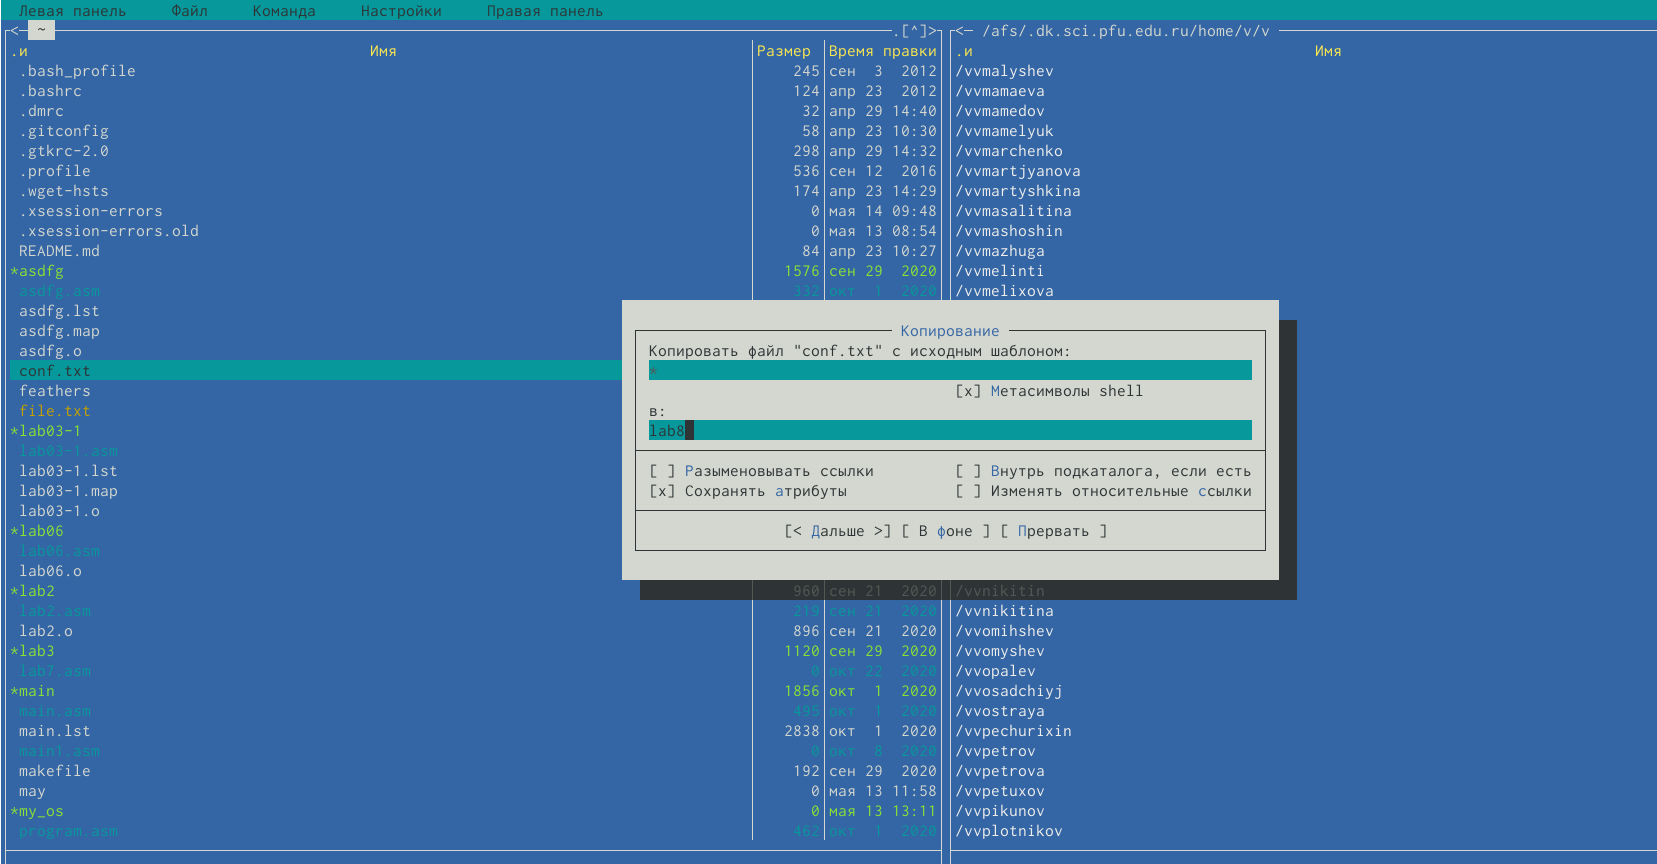 Левая панель Файл Команда Настройки Правая панель
<- ~ .[^]> <- /afs/.dk.sci.pfu.edu.ru/home/v/v
.и Имя Размер Время правки .и Имя
.bash_profile 245 сен 3 2012 /vvmalyshev
.bashrc 124 апр 23 2012 /vvmamaeva
.dmrc 32 апр 29 14:40 /vvmamedov
.gitconfig 58 апр 23 10:30 /vvmamelyuk
.gtkrc-2.0 298 апр 29 14:32 /vvmarchenko
.profile 536 сен 12 2016 /vvmartjyanova
.wget-hsts 174 апр 23 14:29 /vvmartyshkina
.xsession-errors 0 мая 14 09:48 /vvmasalitina
.xsession-errors.old 0 мая 13 08:54 /vvmashoshin
README.md 84 апр 23 10:27 /vvmazhuga
*asdfg 1576 сен 29 2020 /vvmelinti
asdfg.asm 332 окт 1 2020 /vvmelixova
asdfg.lst
asdfg.map Копирование
asdfg.o Копировать файл "conf.txt" с исходным шаблоном:
conf.txt *
feathers [x] Метасимволы shell
file.txt в:
*lab03-1 lab8
lab03-1.asm
lab03-1.lst [ ] Разыменовывать ссылки [ ] Внутрь подкаталога, если есть
lab03-1.map [x] Сохранять атрибуты [ ] Изменять относительные ссылки
lab03-1.o
*lab06 [< Дальше >] [ В фоне ] [ Прервать ]
lab06.asm
lab06.o
*lab2 960 сен 21 2020 /vvnikitin
lab2.asm 219 сен 21 2020 /vvnikitina
lab2.o 896 сен 21 2020 /vvomihshev
*lab3 1120 сен 29 2020 /vvomyshev
lab7.asm 0 окт 22 2020 /vvopalev
*main 1856 окт 1 2020 /vvosadchiyj
main.asm 495 окт 1 2020 /vvostraya
main.lst 2838 окт 1 2020 /vvpechurixin
main1.asm 0 окт 8 2020 /vvpetrov
makefile 192 сен 29 2020 /vvpetrova
may 0 мая 13 11:58 /vvpetuxov
*my_os 0 мая 13 13:11 /vvpikunov
program.asm 462 окт 1 2020 /vvplotnikov